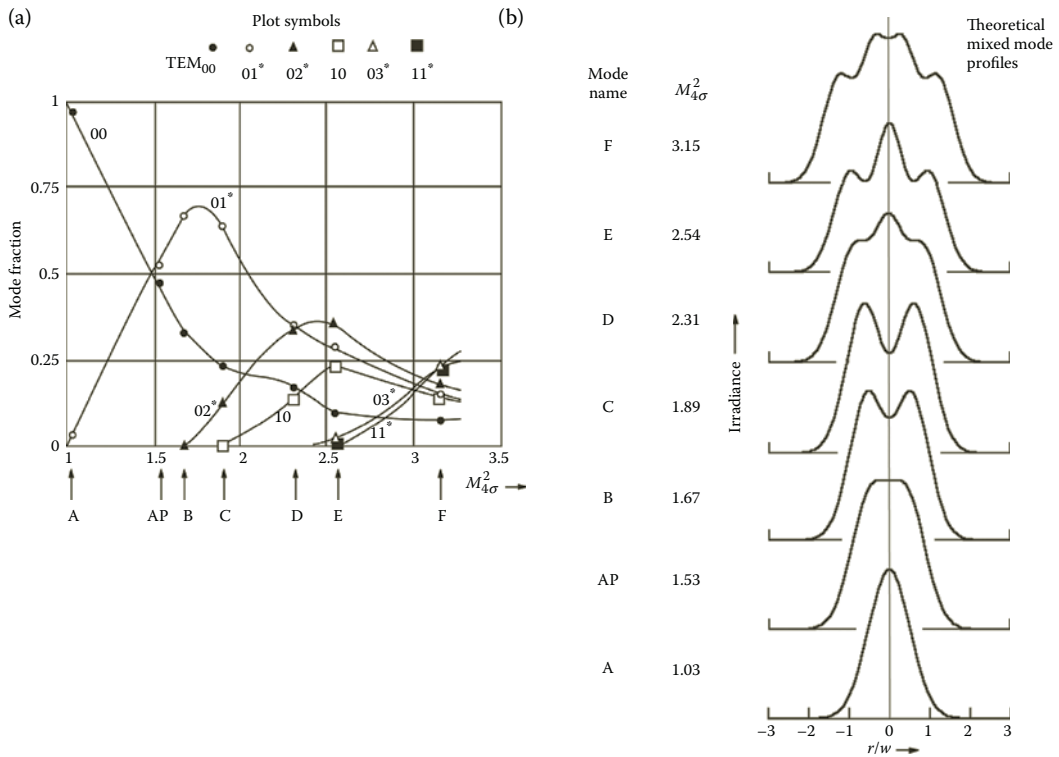 (a)
Plot symbols
TEM00 01* 02* 10 03* 11*
1
0.75
0.5
0.25
0
Mode fraction
00
01*
02*
10
03*
11*
1 1.5 2 2.5 3 3.5
M²4σ
A AP B C D E F
(b)
Theoretical
mixed mode
profiles
Mode
name
M²4σ
F 3.15
E 2.54
D 2.31
C 1.89
B 1.67
AP 1.53
A 1.03
Irradiance
−3 −2 −1 0 1 2 3
r/w